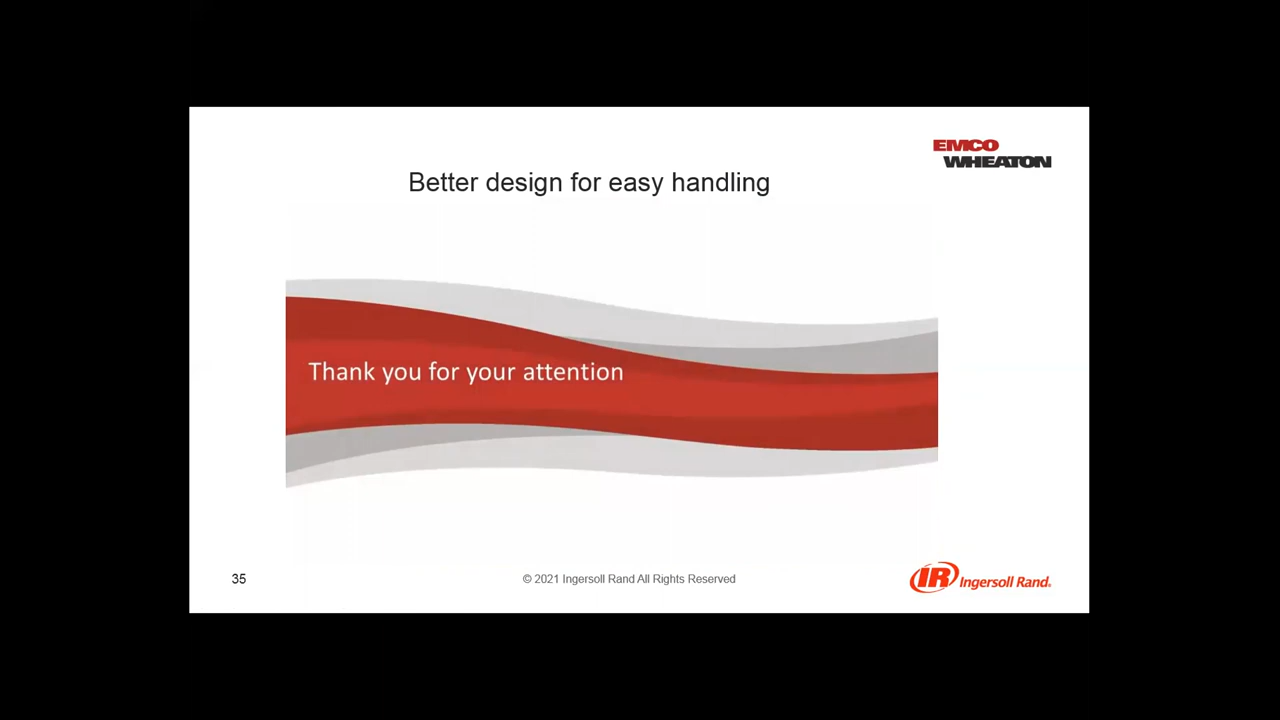 EMCO
WHEATON
Better design for easy handling
Thank you for your attention
35
© 2021 Ingersoll Rand All Rights Reserved
IR Ingersoll Rand